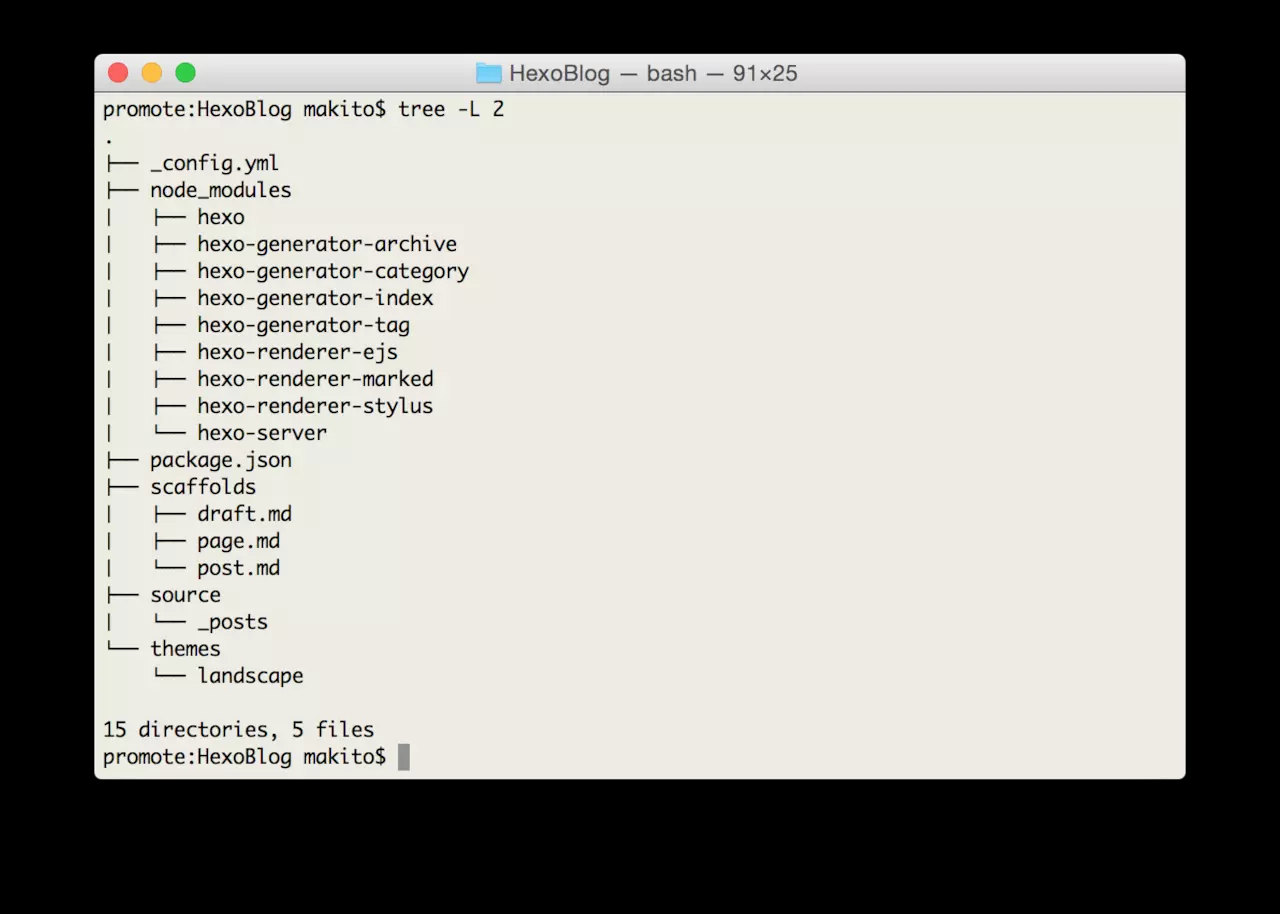 HexoBlog — bash — 91×25
promote:HexoBlog makito$ tree -L 2
.
├── _config.yml
├── node_modules
|   ├── hexo
|   ├── hexo-generator-archive
|   ├── hexo-generator-category
|   ├── hexo-generator-index
|   ├── hexo-generator-tag
|   ├── hexo-renderer-ejs
|   ├── hexo-renderer-marked
|   ├── hexo-renderer-stylus
|   └── hexo-server
├── package.json
├── scaffolds
|   ├── draft.md
|   ├── page.md
|   └── post.md
├── source
|   └── _posts
└── themes
    └── landscape

15 directories, 5 files
promote:HexoBlog makito$